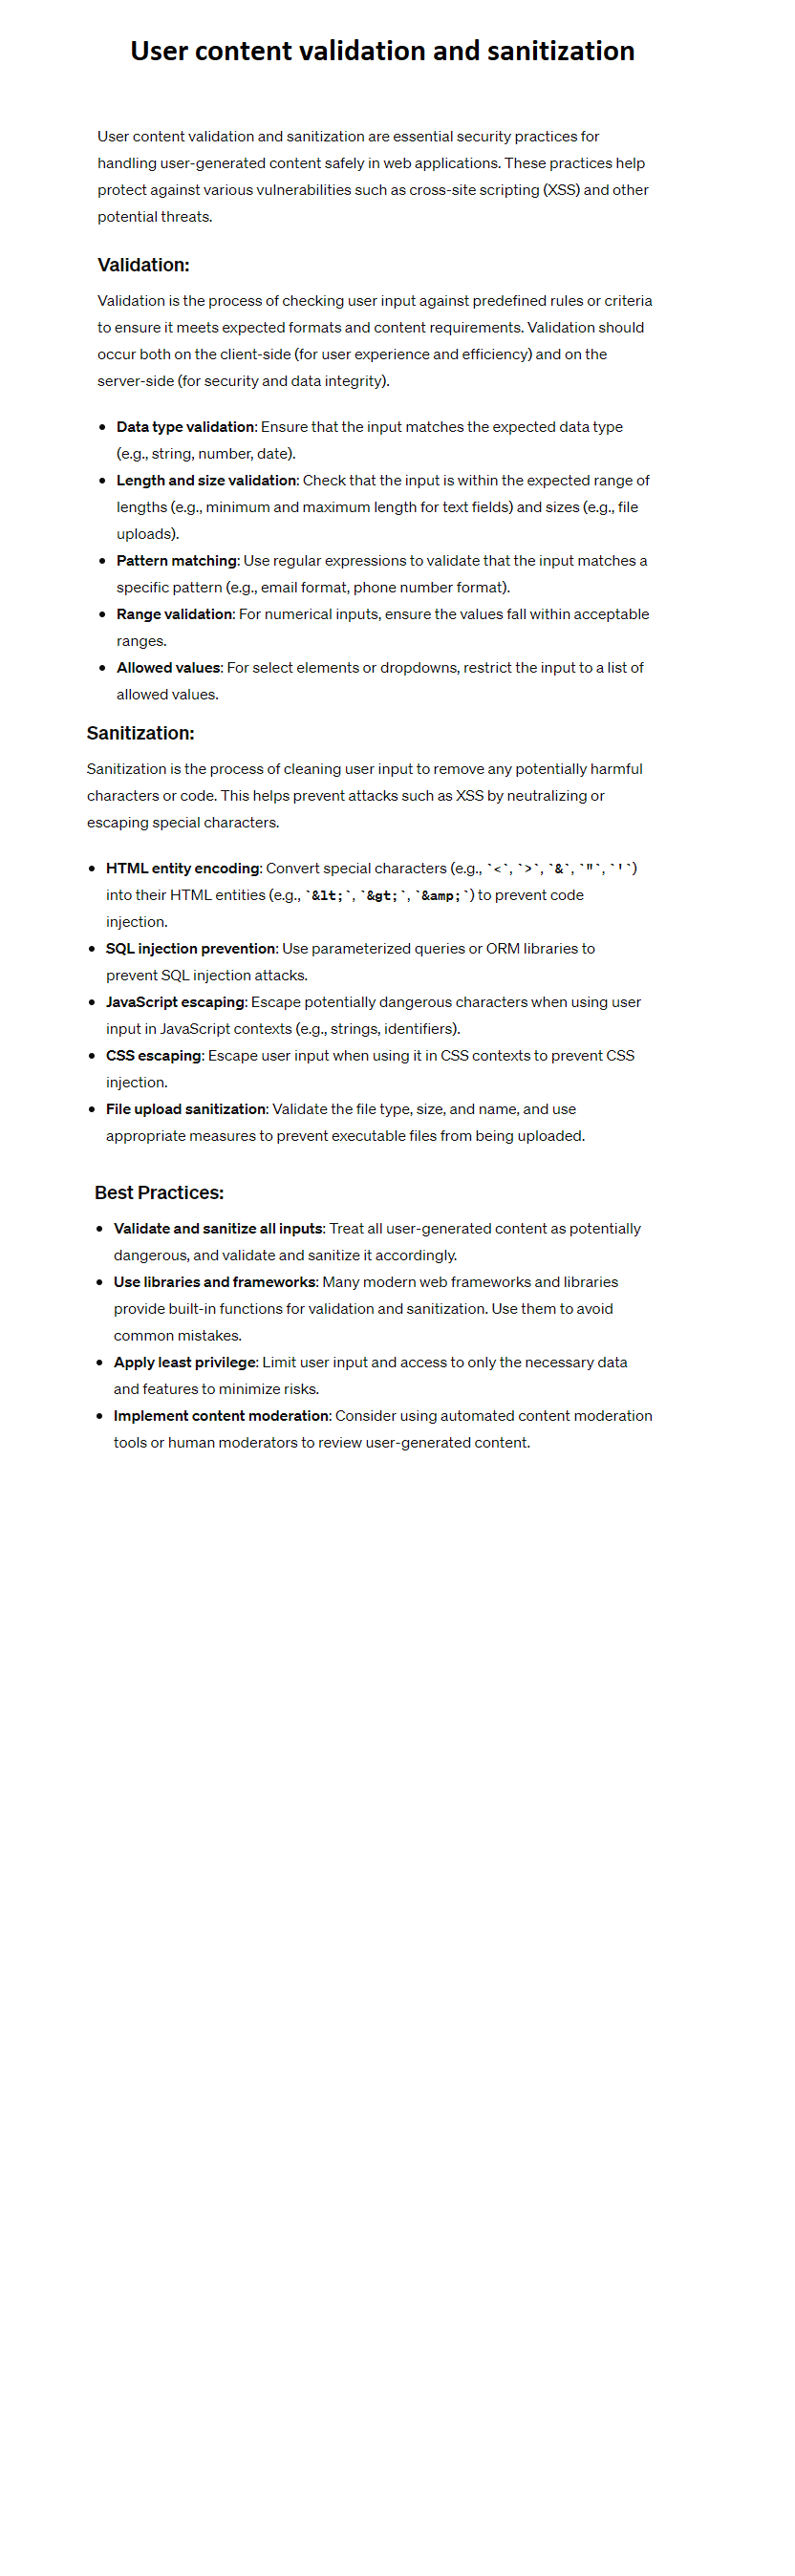 User content validation and sanitization
User content validation and sanitization are essential security practices for
handling user-generated content safely in web applications. These practices help
protect against various vulnerabilities such as cross-site scripting (XSS) and other
potential threats.
Validation:
Validation is the process of checking user input against predefined rules or criteria
to ensure it meets expected formats and content requirements. Validation should
occur both on the client-side (for user experience and efficiency) and on the
server-side (for security and data integrity).
• Data type validation: Ensure that the input matches the expected data type
(e.g., string, number, date).
• Length and size validation: Check that the input is within the expected range of
lengths (e.g., minimum and maximum length for text fields) and sizes (e.g., file
uploads).
• Pattern matching: Use regular expressions to validate that the input matches a
specific pattern (e.g., email format, phone number format).
• Range validation: For numerical inputs, ensure the values fall within acceptable
ranges.
• Allowed values: For select elements or dropdowns, restrict the input to a list of
allowed values.
Sanitization:
Sanitization is the process of cleaning user input to remove any potentially harmful
characters or code. This helps prevent attacks such as XSS by neutralizing or
escaping special characters.
• HTML entity encoding: Convert special characters (e.g., `<`, `>`, `&`, `"`, `'`)
into their HTML entities (e.g., `&lt;`, `&gt;`, `&amp;`) to prevent code
injection.
• SQL injection prevention: Use parameterized queries or ORM libraries to
prevent SQL injection attacks.
• JavaScript escaping: Escape potentially dangerous characters when using user
input in JavaScript contexts (e.g., strings, identifiers).
• CSS escaping: Escape user input when using it in CSS contexts to prevent CSS
injection.
• File upload sanitization: Validate the file type, size, and name, and use
appropriate measures to prevent executable files from being uploaded.
Best Practices:
• Validate and sanitize all inputs: Treat all user-generated content as potentially
dangerous, and validate and sanitize it accordingly.
• Use libraries and frameworks: Many modern web frameworks and libraries
provide built-in functions for validation and sanitization. Use them to avoid
common mistakes.
• Apply least privilege: Limit user input and access to only the necessary data
and features to minimize risks.
• Implement content moderation: Consider using automated content moderation
tools or human moderators to review user-generated content.